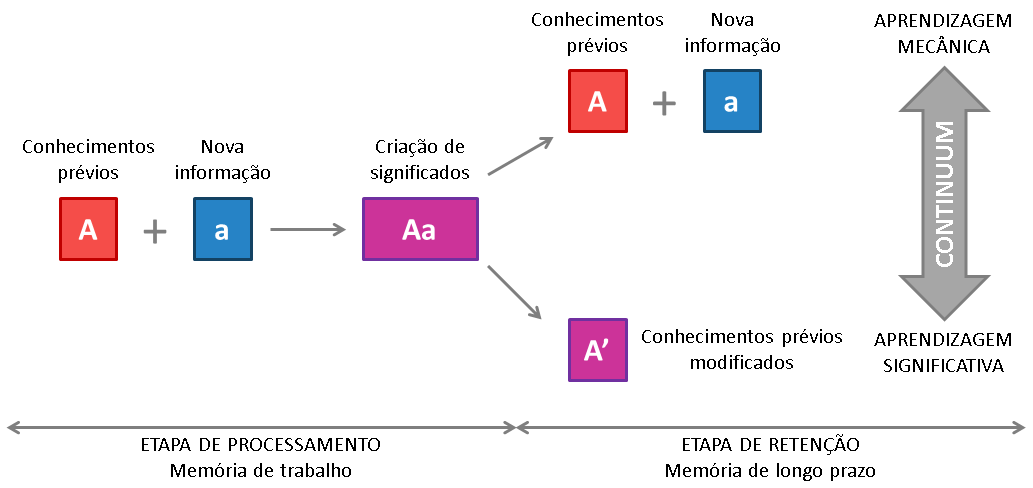 Conhecimentos
prévios
Nova
informação
A + a
Criação de
significados
Aa
Conhecimentos
prévios
Nova
informação
A + a
A’
Conhecimentos prévios
modificados
APRENDIZAGEM
MECÂNICA
CONTINUUM
APRENDIZAGEM
SIGNIFICATIVA
ETAPA DE PROCESSAMENTO
Memória de trabalho
ETAPA DE RETENÇÃO
Memória de longo prazo